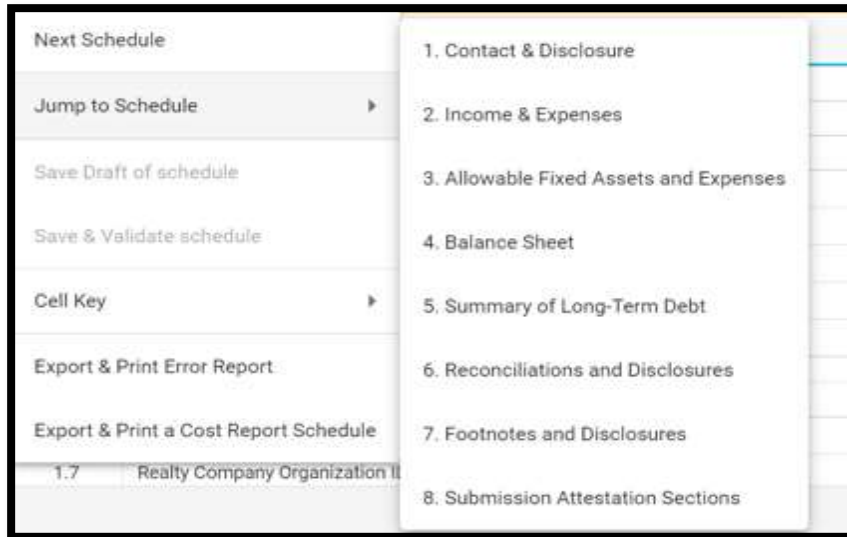 Next Schedule
Jump to Schedule
Save Draft of schedule
Save & Validate schedule
Cell Key
Export & Print Error Report
Export & Print a Cost Report Schedule
1.7 Realty Company Organization
1. Contact & Disclosure
2. Income & Expenses
3. Allowable Fixed Assets and Expenses
4. Balance Sheet
5. Summary of Long-Term Debt
6. Reconciliations and Disclosures
7. Footnotes and Disclosures
8. Submission Attestation Sections